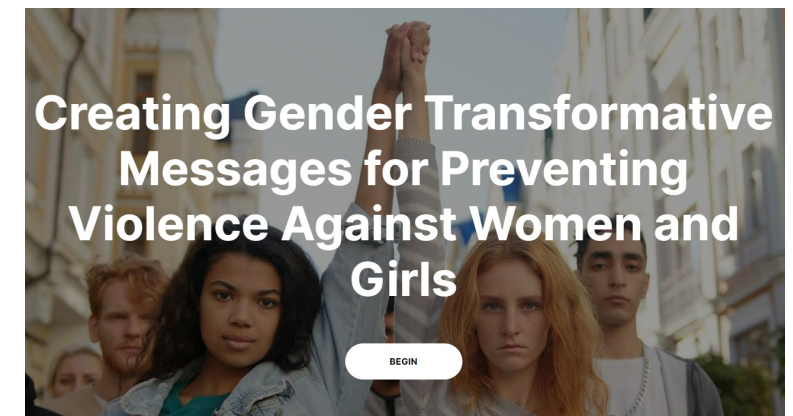 Creating Gender Transformative
Messages for Preventing
Violence Against Women and
Girls
BEGIN